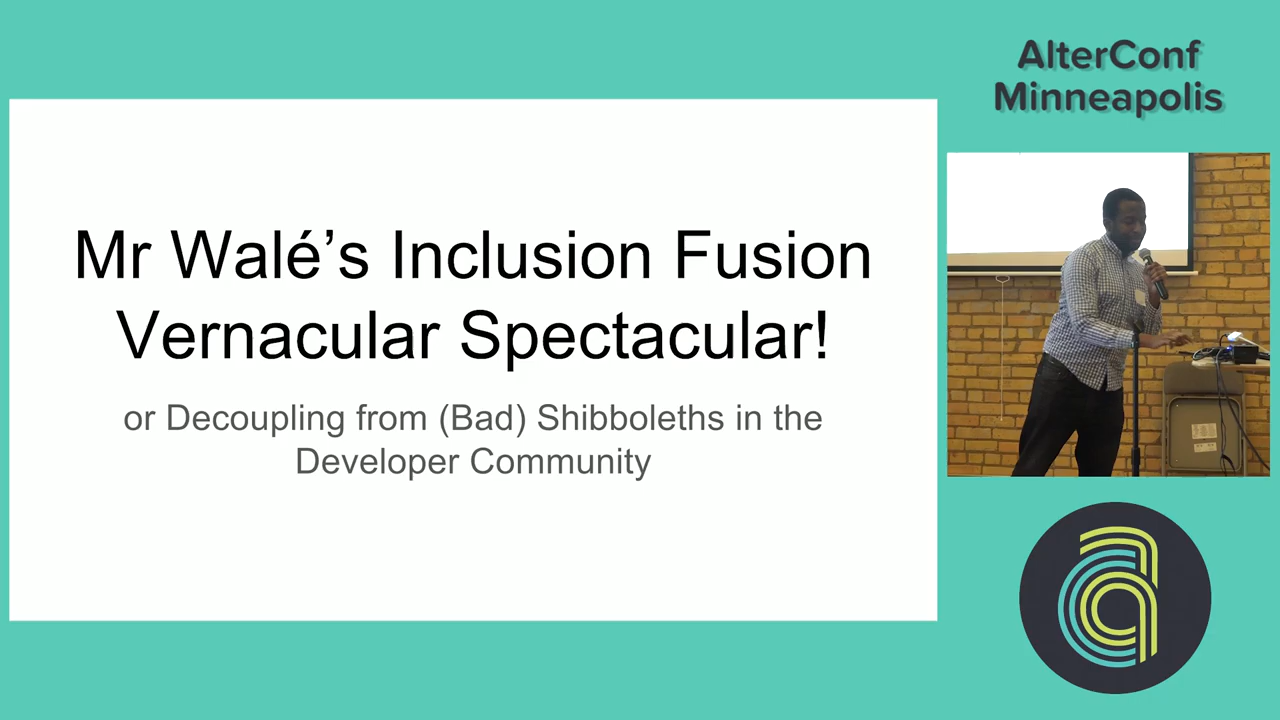 AlterConf
Minneapolis
Mr Walé’s Inclusion Fusion
Vernacular Spectacular!
or Decoupling from (Bad) Shibboleths in the
Developer Community